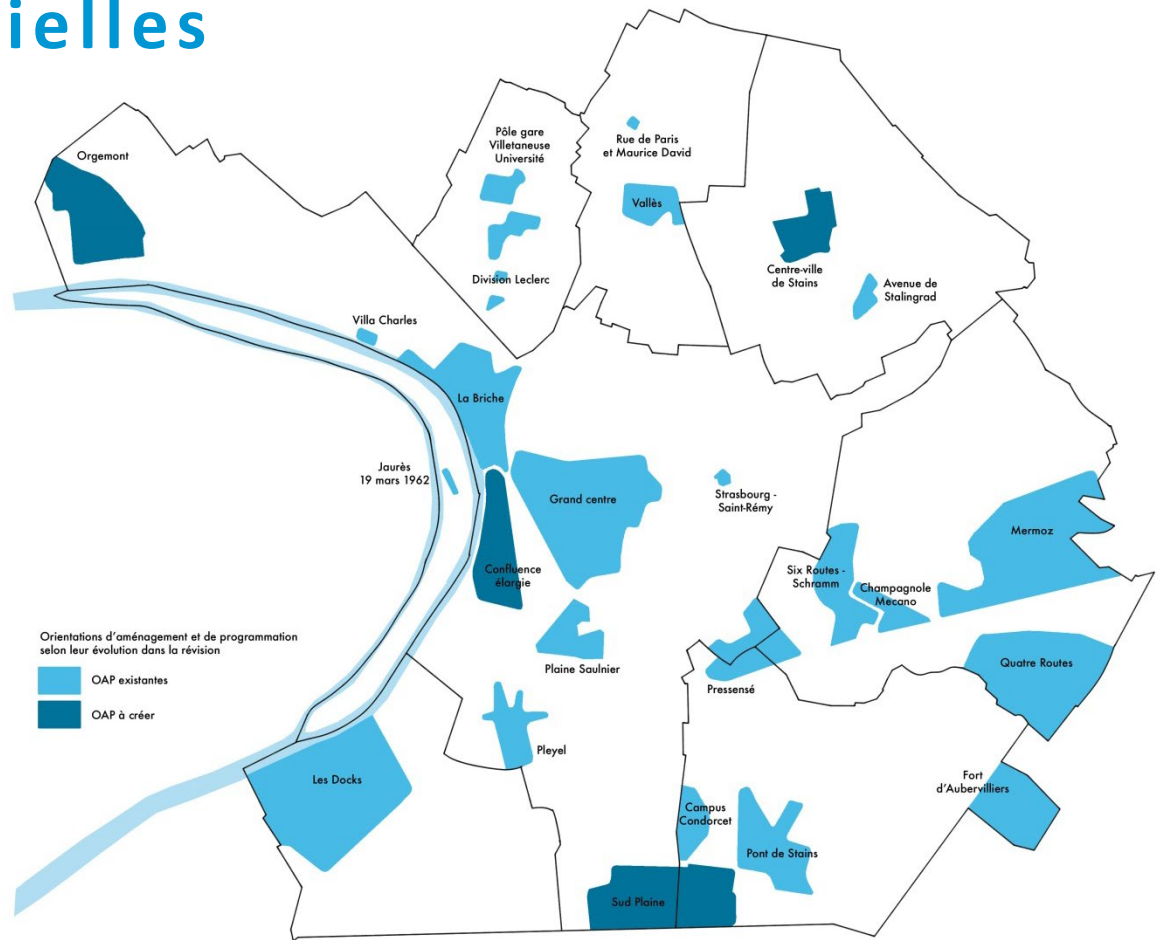 ielles
Orgemont
Pôle gare
Villetaneuse
Université
Rue de Paris
et Maurice David
Vallès
Division Leclerc
Centre-ville
de Stains
Avenue de
Stalingrad
Villa Charles
La Briche
Jaurès
19 mars 1962
Grand centre
Strasbourg -
Saint-Rémy
Mermoz
Confluence
élargie
Six Routes -
Schramm
Champagnole
Mecano
Orientations d'aménagement et de programmation
selon leur évolution dans la révision
OAP existantes
OAP à créer
Plaine Saulnier
Pressensé
Quatre Routes
Pleyel
Les Docks
Fort
d'Aubervilliers
Campus
Condorcet
Pont de Stains
Sud Plaine